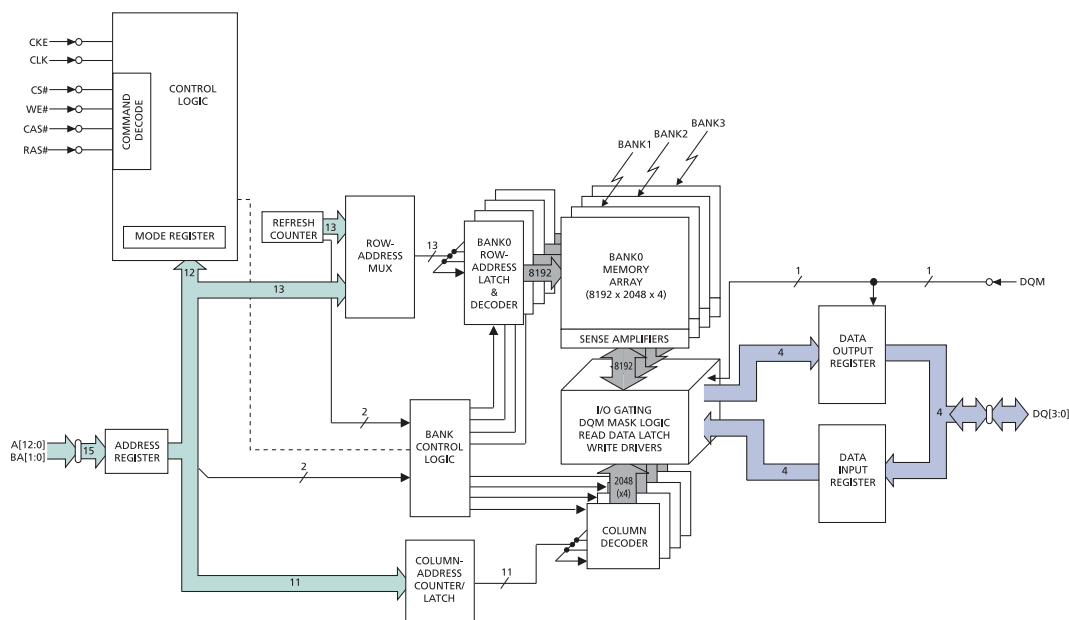 CKE
CLK
CS#
WE#
CAS#
RAS#
COMMAND
DECODE
CONTROL
LOGIC
MODE REGISTER
12
REFRESH
COUNTER
13
13
ROW-
ADDRESS
MUX
13
BANK0
ROW-
ADDRESS
LATCH
&
DECODER
8192
BANK1
BANK2
BANK3
BANK0
MEMORY
ARRAY
(8192 x 2048 x 4)
SENSE AMPLIFIERS
8192
I/O GATING
DQM MASK LOGIC
READ DATA LATCH
WRITE DRIVERS
2048
(x4)
COLUMN
DECODER
1
1
DQM
4
DATA
OUTPUT
REGISTER
4
DQ[3:0]
4
DATA
INPUT
REGISTER
A[12:0]
BA[1:0]
15
ADDRESS
REGISTER
2
2
BANK
CONTROL
LOGIC
11
COLUMN-
ADDRESS
COUNTER/
LATCH
11